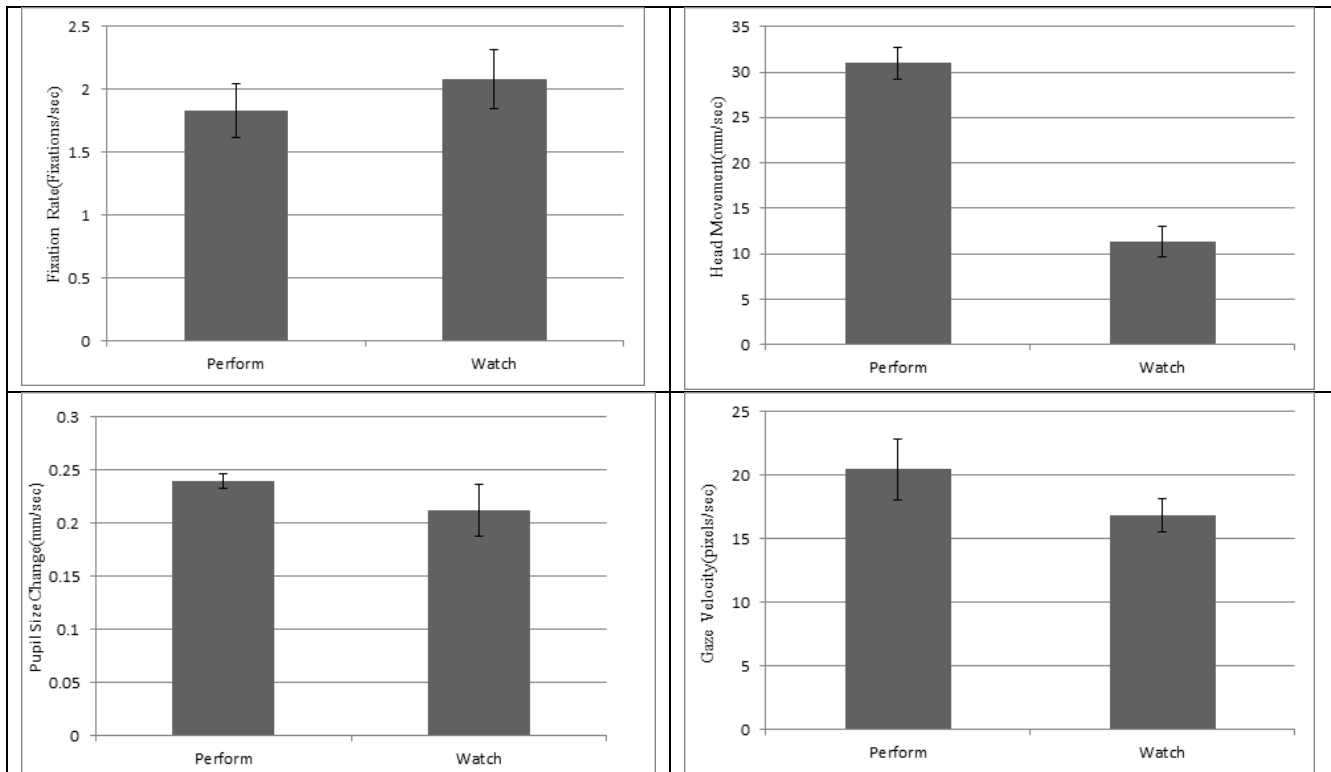 Fixation Rate(Fixations/sec)
2.5
2
1.5
1
0.5
0
Perform
Watch
Head Movement(mm/sec)
35
30
25
20
15
10
5
0
Perform
Watch
Pupil Size Change(mm/sec)
0.3
0.25
0.2
0.15
0.1
0.05
0
Perform
Watch
Gaze Velocity(pixels/sec)
25
20
15
10
5
0
Perform
Watch